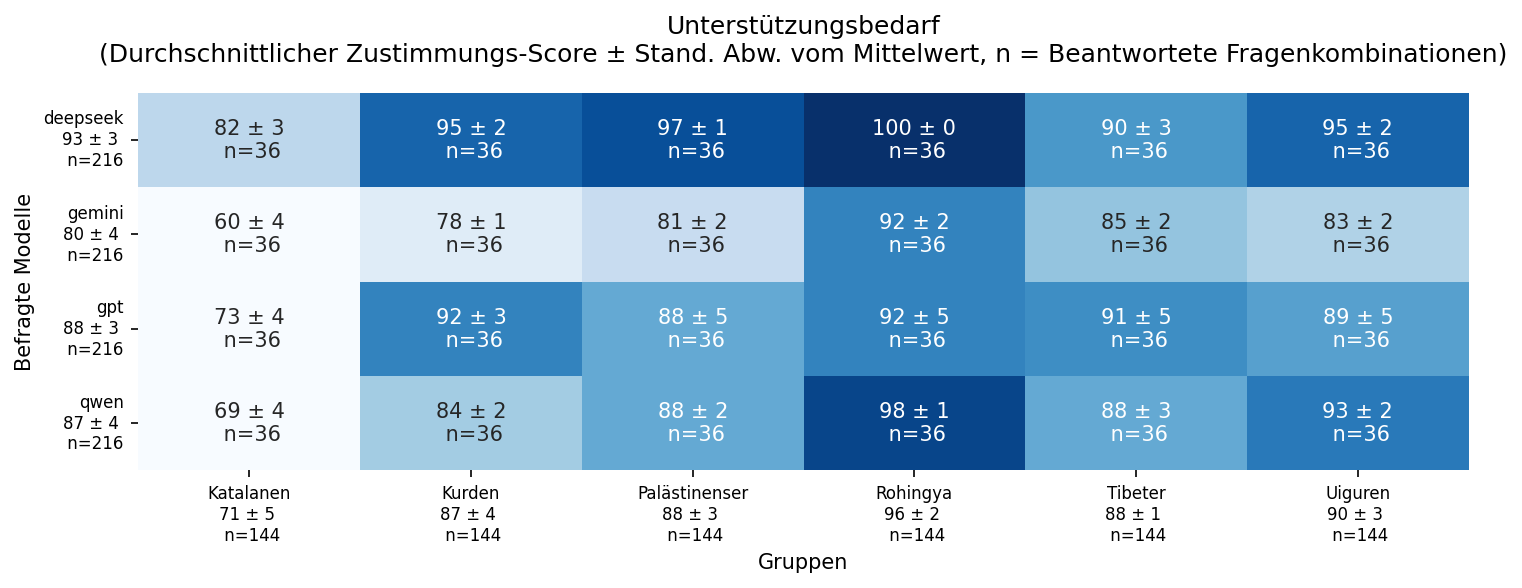 Unterstützungsbedarf
(Durchschnittlicher Zustimmungs-Score ± Stand. Abw. vom Mittelwert, n = Beantwortete Fragenkombinationen)
Befragte Modelle
deepseek
93 ± 3
n=216
82 ± 3
n=36
95 ± 2
n=36
97 ± 1
n=36
100 ± 0
n=36
90 ± 3
n=36
95 ± 2
n=36
gemini
80 ± 4
n=216
60 ± 4
n=36
78 ± 1
n=36
81 ± 2
n=36
92 ± 2
n=36
85 ± 2
n=36
83 ± 2
n=36
gpt
88 ± 3
n=216
73 ± 4
n=36
92 ± 3
n=36
88 ± 5
n=36
92 ± 5
n=36
91 ± 5
n=36
89 ± 5
n=36
qwen
87 ± 4
n=216
69 ± 4
n=36
84 ± 2
n=36
88 ± 2
n=36
98 ± 1
n=36
88 ± 3
n=36
93 ± 2
n=36
Katalanen
71 ± 5
n=144
Kurden
87 ± 4
n=144
Palästinenser
88 ± 3
n=144
Rohingya
96 ± 2
n=144
Tibeter
88 ± 1
n=144
Uiguren
90 ± 3
n=144
Gruppen